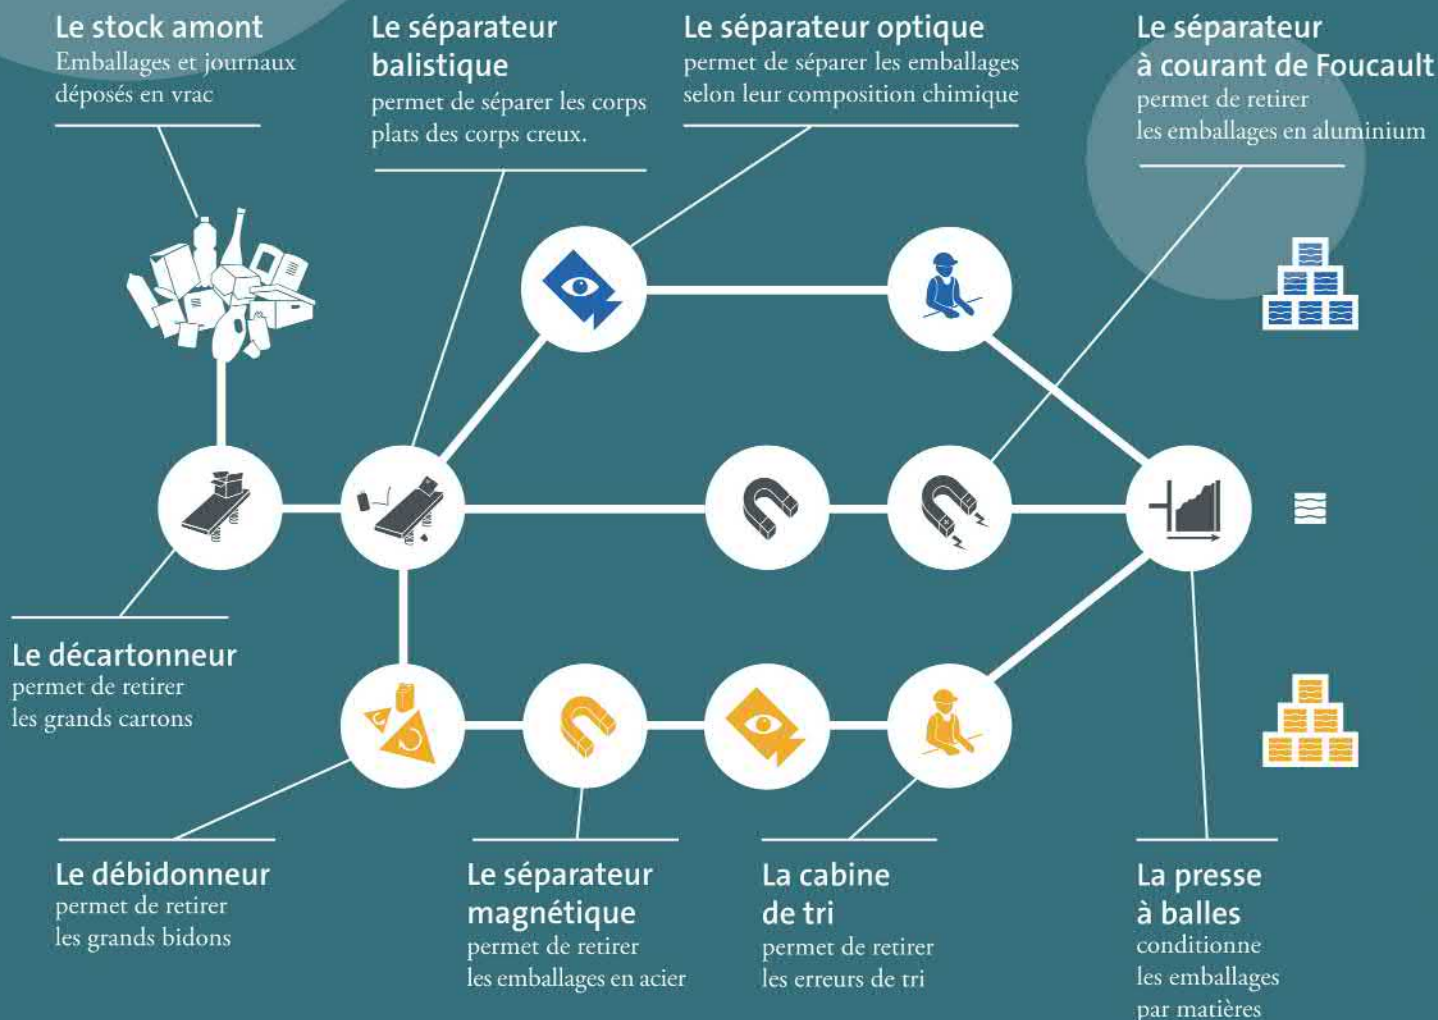 Le stock amont
Emballages et journaux
déposés en vrac
Le séparateur
balistique
permet de séparer les corps
plats des corps creux.
Le séparateur optique
permet de séparer les emballages
selon leur composition chimique
Le séparateur
à courant de Foucault
permet de retirer
les emballages en aluminium
Le décartonneur
permet de retirer
les grands cartons
Le débidonneur
permet de retirer
les grands bidons
Le séparateur
magnétique
permet de retirer
les emballages en acier
La cabine
de tri
permet de retirer
les erreurs de tri
La presse
à balles
conditionne
les emballages
par matières